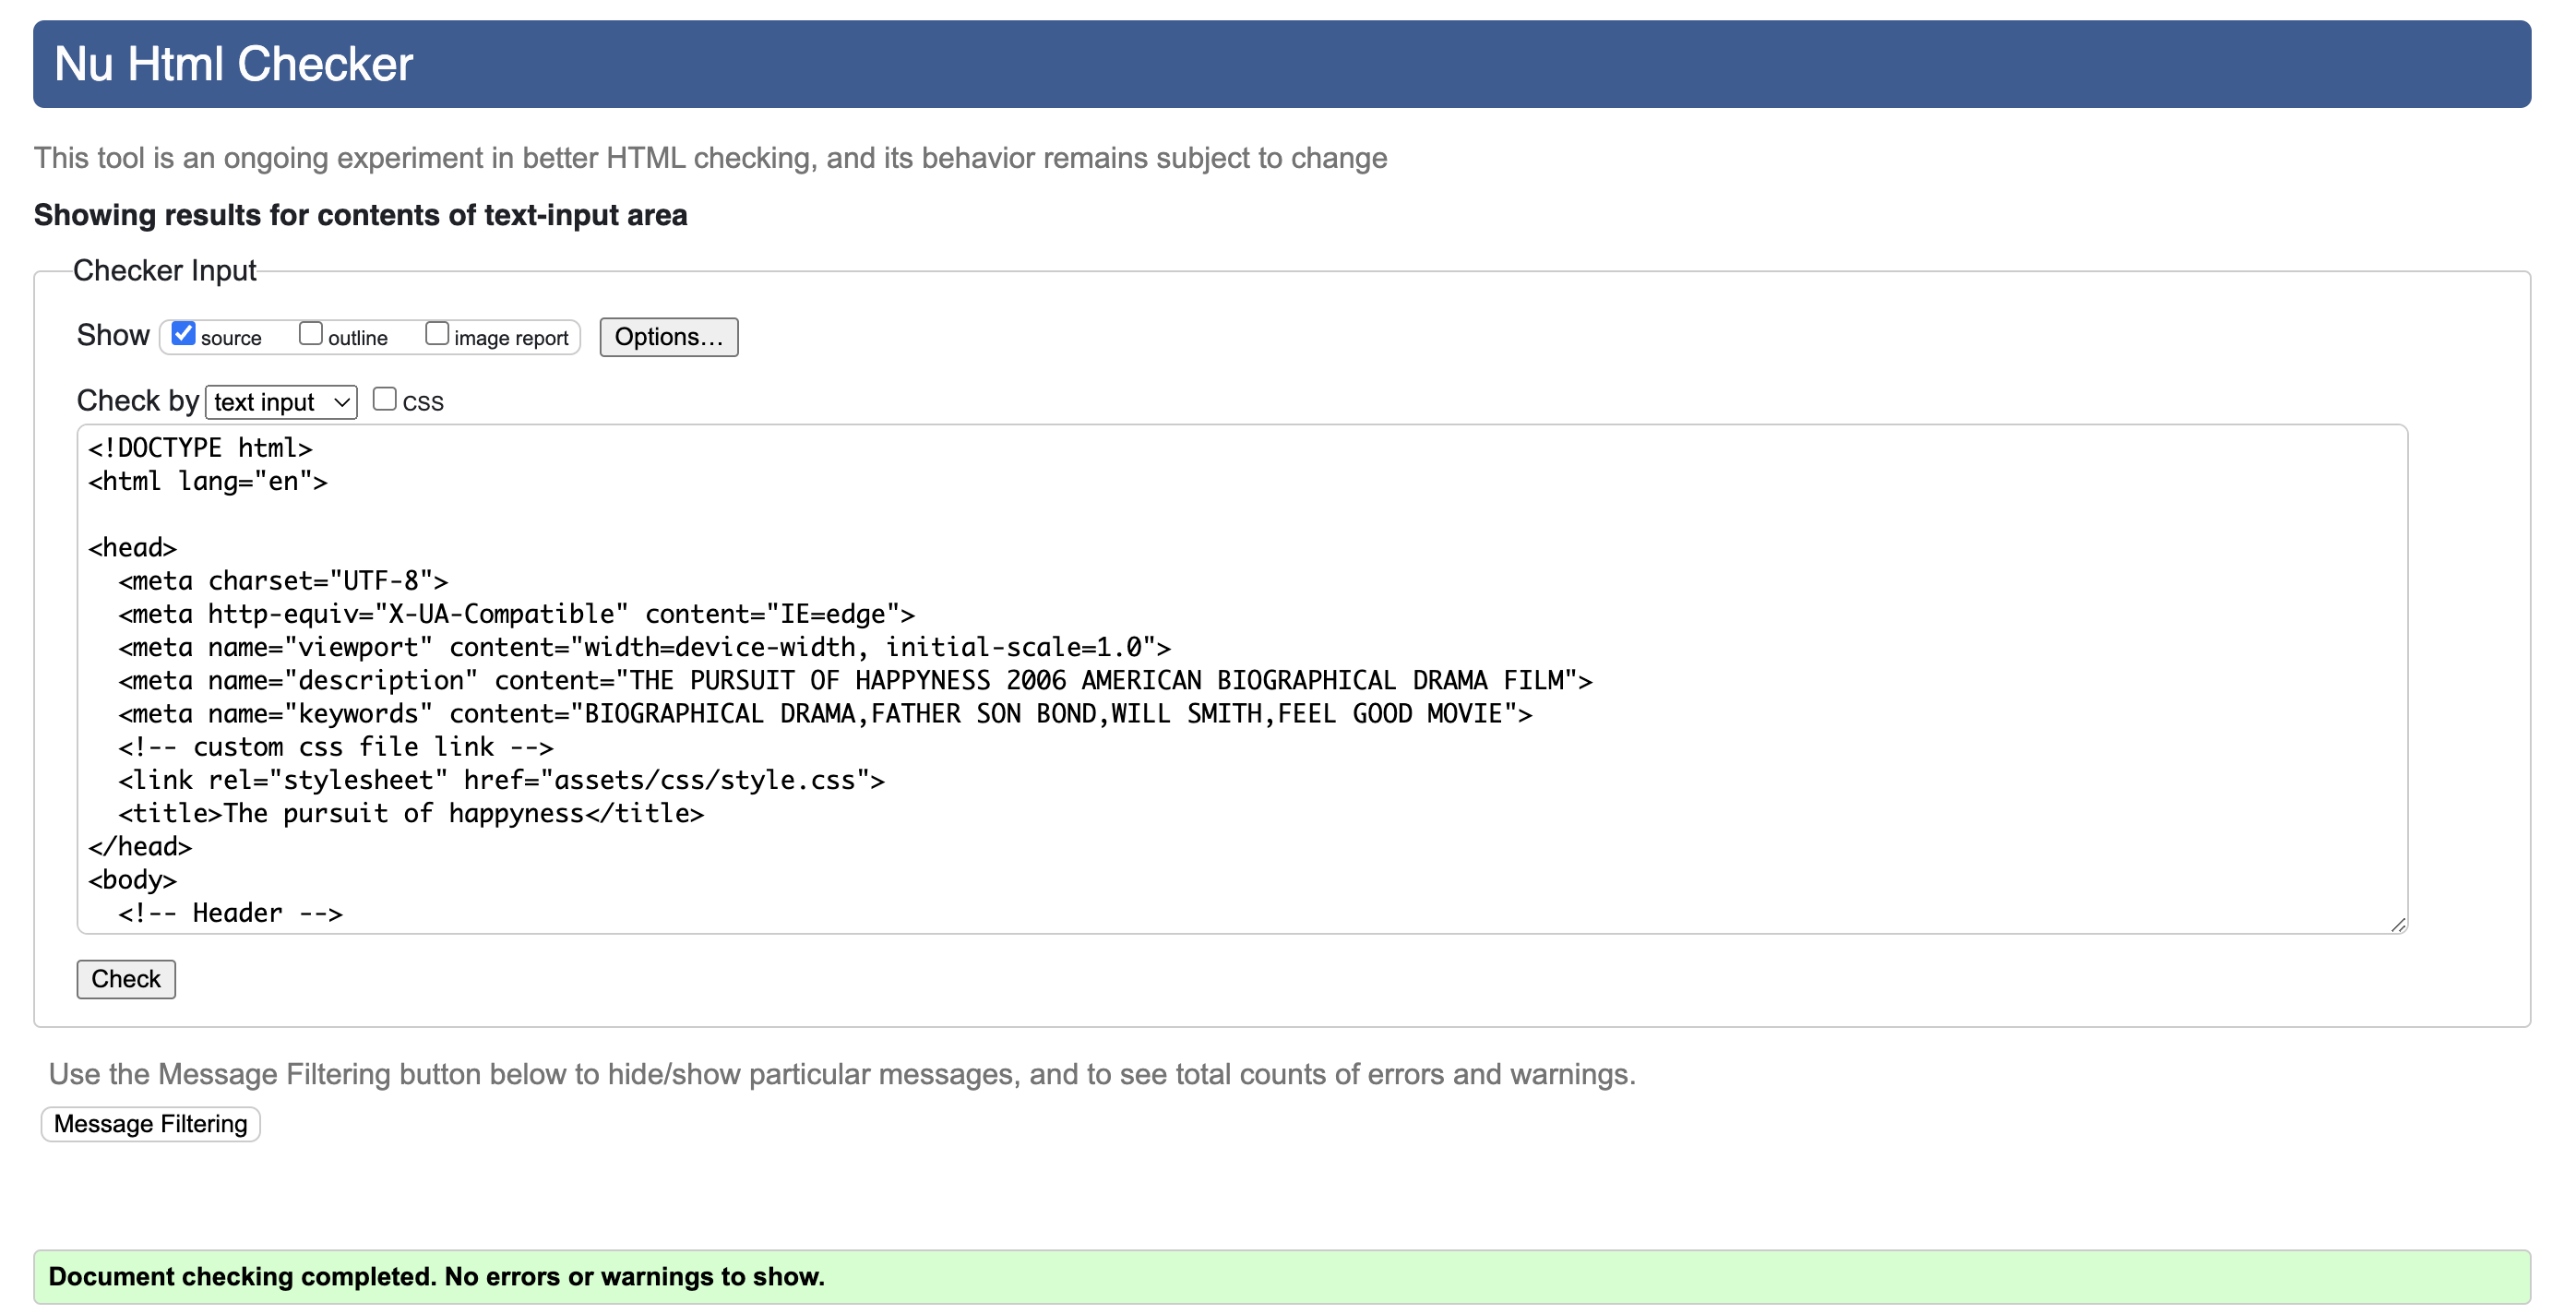 Nu Html Checker
This tool is an ongoing experiment in better HTML checking, and its behavior remains subject to change
Showing results for contents of text-input area
Checker Input
Show source outline image report Options...
Check by text input CSS
<!DOCTYPE html>
<html lang="en">
<head>
  <meta charset="UTF-8">
  <meta http-equiv="X-UA-Compatible" content="IE=edge">
  <meta name="viewport" content="width=device-width, initial-scale=1.0">
  <meta name="description" content="THE PURSUIT OF HAPPYNESS 2006 AMERICAN BIOGRAPHICAL DRAMA FILM">
  <meta name="keywords" content="BIOGRAPHICAL DRAMA,FATHER SON BOND,WILL SMITH,FEEL GOOD MOVIE">
  <!-- custom css file link -->
  <link rel="stylesheet" href="assets/css/style.css">
  <title>The pursuit of happyness</title>
</head>
<body>
  <!-- Header -->
Check
Use the Message Filtering button below to hide/show particular messages, and to see total counts of errors and warnings.
Message Filtering
Document checking completed. No errors or warnings to show.